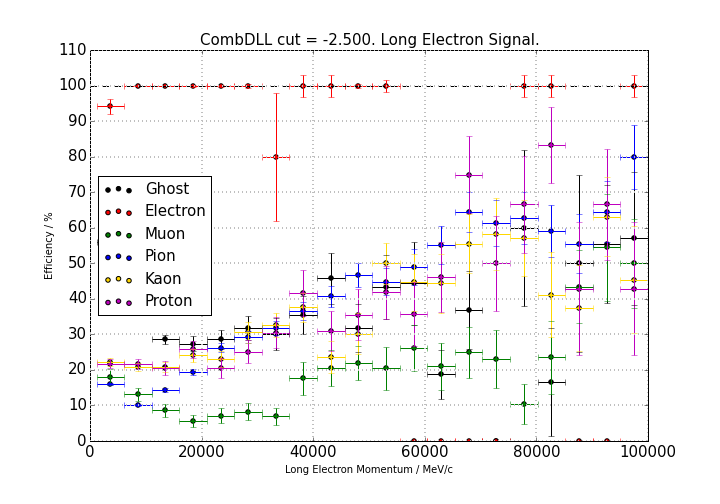 CombDLL cut = -2.500. Long Electron Signal.
110
100
90
80
70
60
50
40
30
20
10
0
Efficiency / %
Ghost
Electron
Muon
Pion
Kaon
Proton
0 20000 40000 60000 80000 100000
Long Electron Momentum / MeV/c